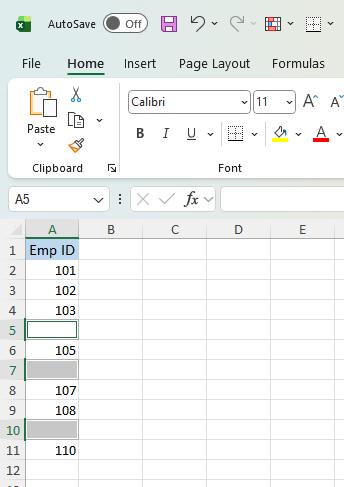 AutoSave Off
File Home Insert Page Layout Formulas
Paste
Calibri 11 A A
B I U A
Clipboard Font
A5 fx
A B C D E
1 Emp ID
2 101
3 102
4 103
5
6 105
7
8 107
9 108
10
11 110
12